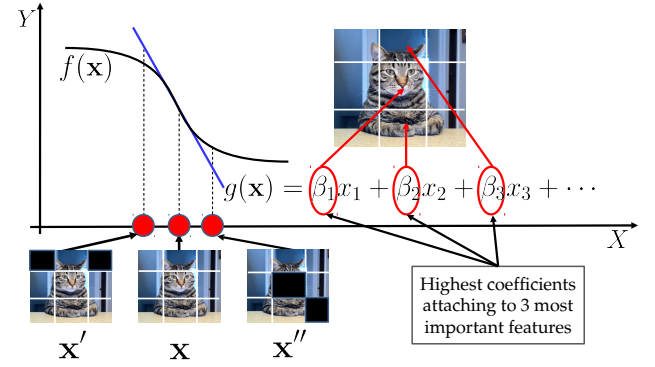 Y
f(x)
g(x) = β₁x₁ + β₂x₂ + β₃x₃ + ⋯
X
Highest coefficients
attaching to 3 most
important features
x′
x
x″